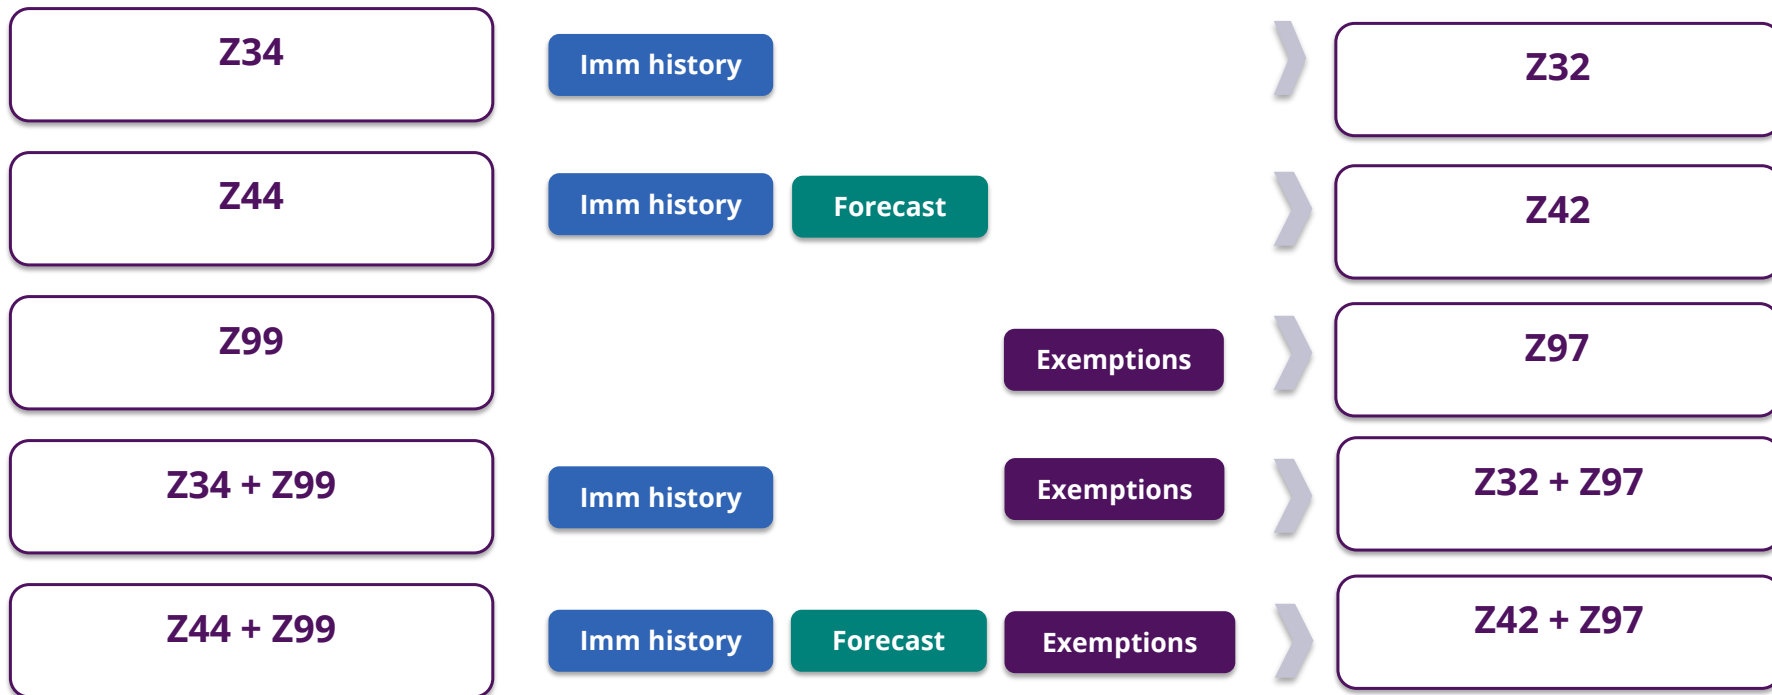 Z34
Imm history
Z32
Z44
Imm history
Forecast
Z42
Z99
Exemptions
Z97
Z34 + Z99
Imm history
Exemptions
Z32 + Z97
Z44 + Z99
Imm history
Forecast
Exemptions
Z42 + Z97